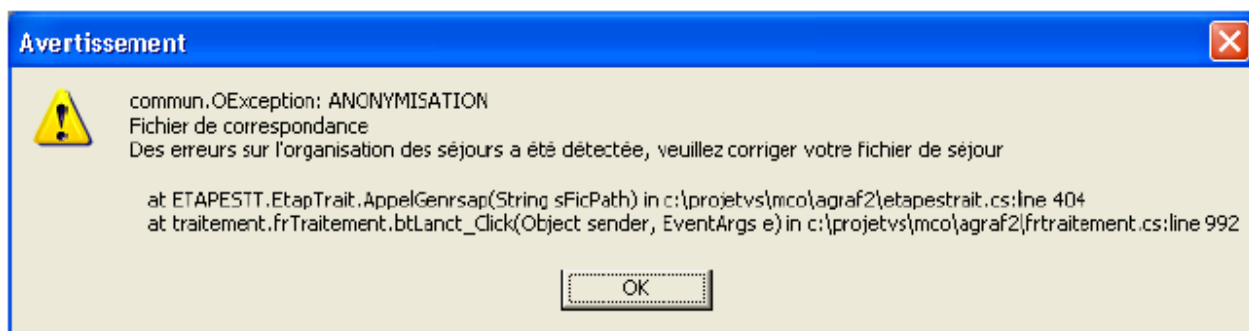 Avertissement
commun.OException: ANONYMISATION
Fichier de correspondance
Des erreurs sur l'organisation des séjours a été détectée, veuillez corriger votre fichier de séjour
at ETAPESTT.EtapTrait.AppelGenrsap(String sFicPath) in c:\projetvs\mco\agraf2\etapestrait.cs:line 404
at traitement.frTraitement.btLanct_Click(Object sender, EventArgs e) in c:\projetvs\mco\agraf2\frtraitement.cs:line 992
OK